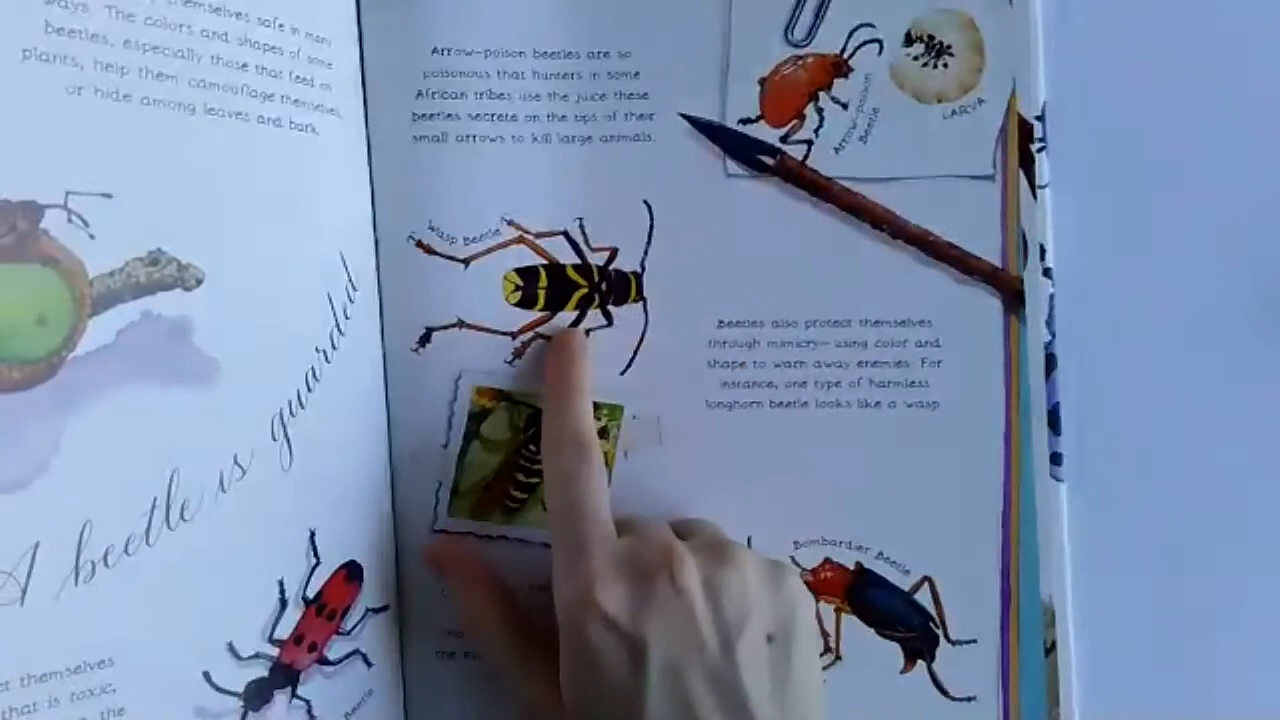 themselves safe in many
ways. The colors and shapes of some
beetles, especially those that feed on
plants, help them camouflage themselves
or hide among leaves and bark.
A beetle is guarded
themselves
that is toxic,
the
Beetle
Arrow-poison beetles are so
poisonous that hunters in some
African tribes use the juice these
beetles secrete on the tips of their
small arrows to kill large animals.
Arrow-poison
Beetle
LARVA
Wasp Beetle
Beetles also protect themselves
through mimicry—using color and
shape to warn away enemies. For
instance, one type of harmless
longhorn beetle looks like a wasp
Bombardier Beetle
the